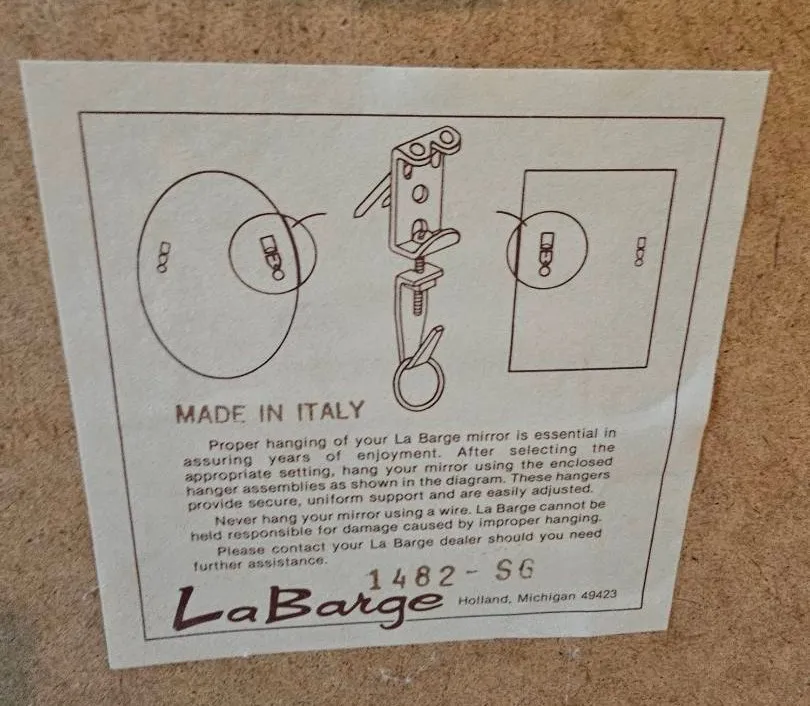 MADE IN ITALY
Proper hanging of your La Barge mirror is essential in
assuring years of enjoyment. After selecting the
appropriate setting, hang your mirror using the enclosed
hanger assemblies as shown in the diagram. These hangers
provide secure, uniform support and are easily adjusted.
Never hang your mirror using a wire. La Barge cannot be
held responsible for damage caused by improper hanging.
Please contact your La Barge dealer should you need
further assistance.
1482-SG
LaBarge Holland, Michigan 49423